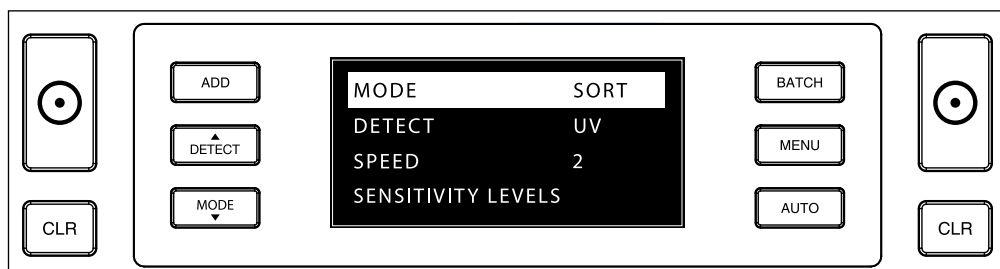 CLR
ADD
DETECT
MODE
MODE SORT
DETECT UV
SPEED 2
SENSITIVITY LEVELS
BATCH
MENU
AUTO
CLR